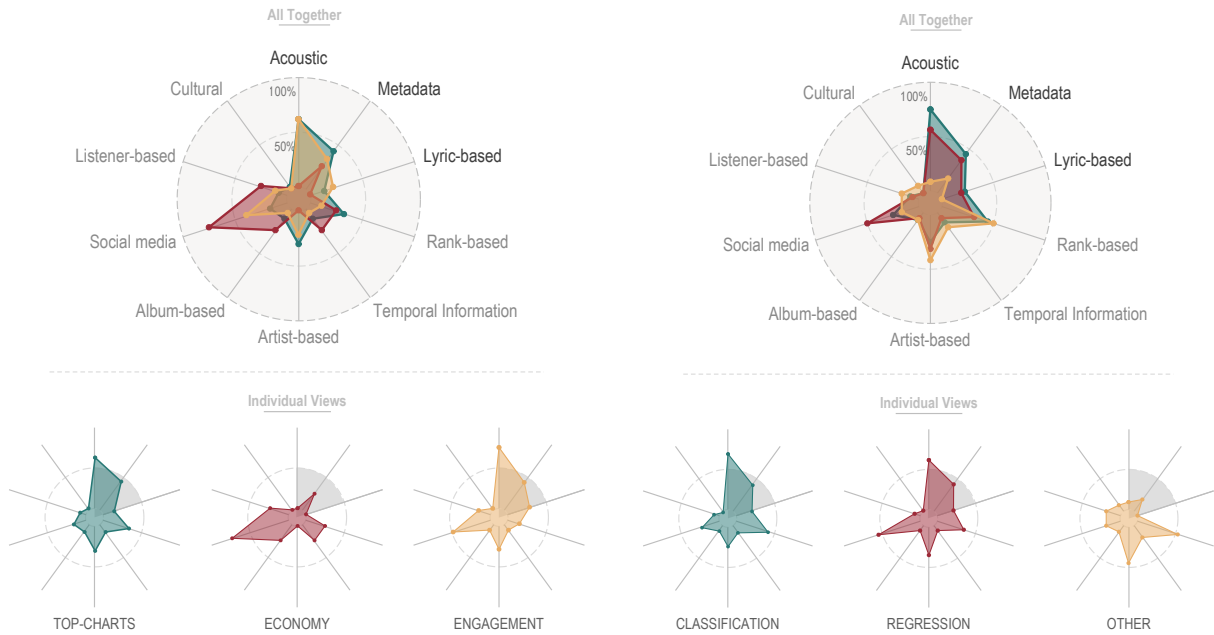 All Together
Acoustic
100%
Cultural
Metadata
50%
Listener-based
Lyric-based
Social media
Rank-based
Album-based
Temporal Information
Artist-based
Individual Views
TOP-CHARTS
ECONOMY
ENGAGEMENT
All Together
Acoustic
100%
Cultural
Metadata
50%
Listener-based
Lyric-based
Social media
Rank-based
Album-based
Temporal Information
Artist-based
Individual Views
CLASSIFICATION
REGRESSION
OTHER